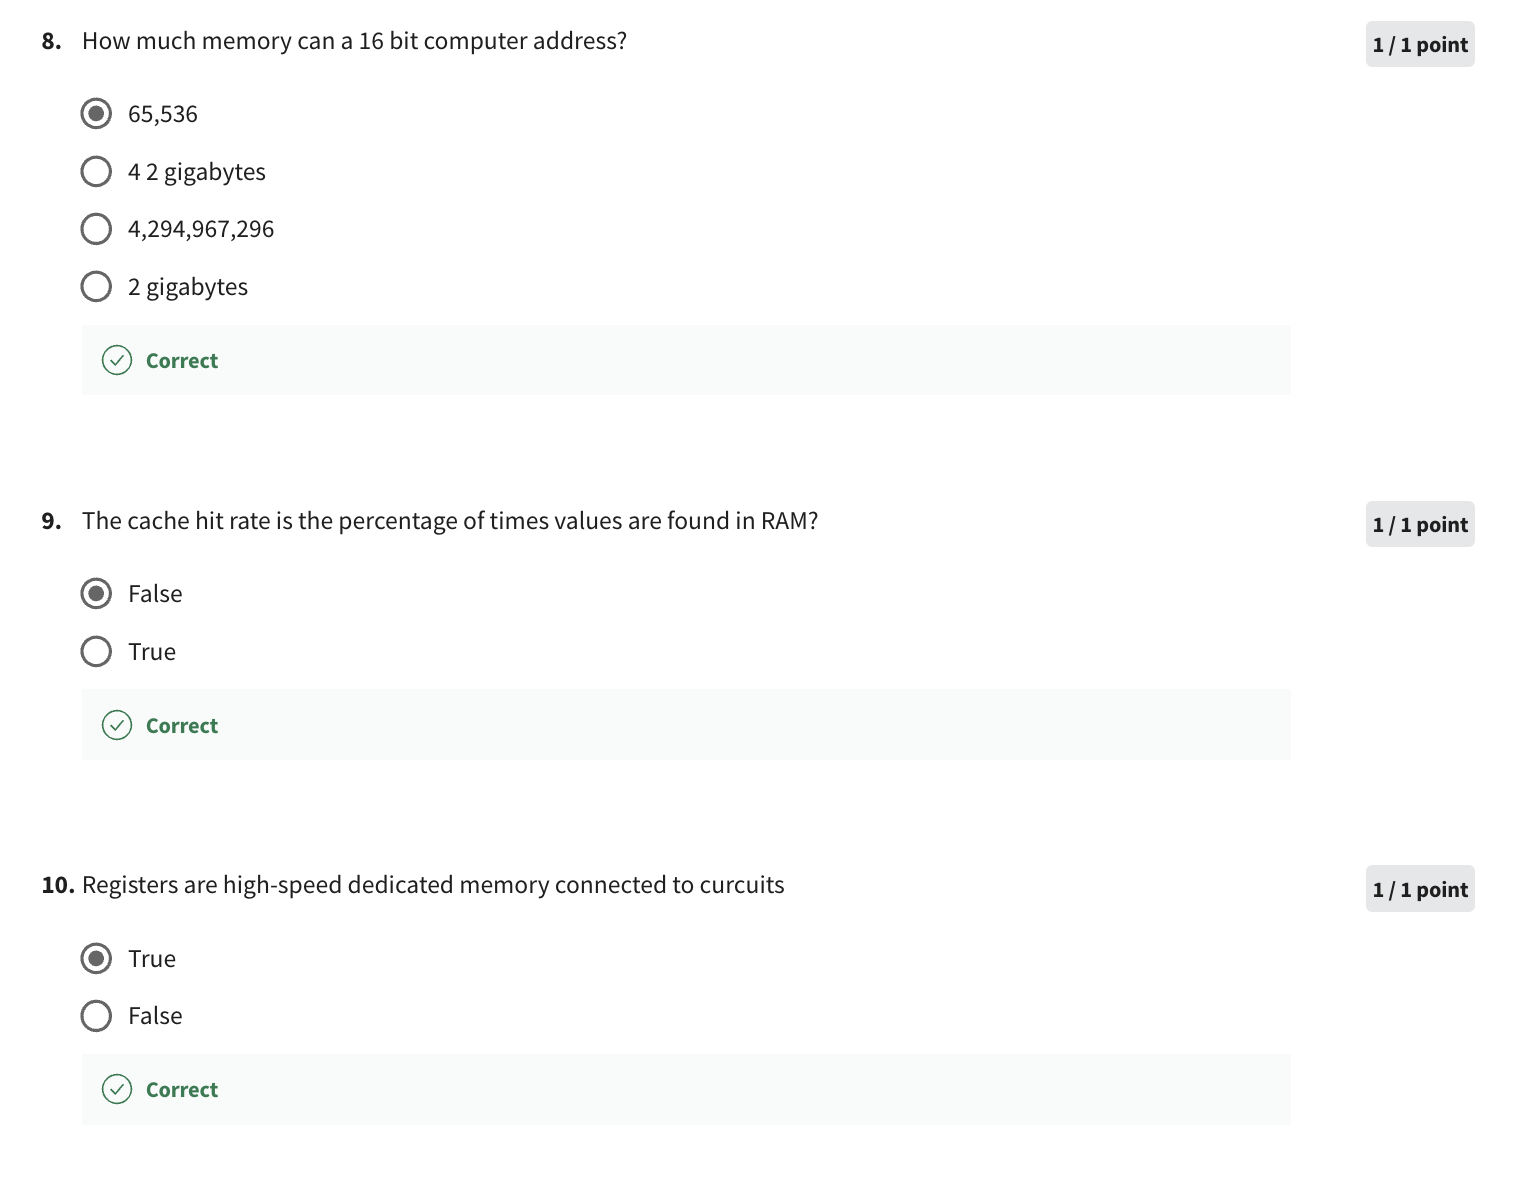 8. How much memory can a 16 bit computer address?
1 / 1 point
65,536
4 2 gigabytes
4,294,967,296
2 gigabytes
Correct
9. The cache hit rate is the percentage of times values are found in RAM?
1 / 1 point
False
True
Correct
10. Registers are high-speed dedicated memory connected to curcuits
1 / 1 point
True
False
Correct